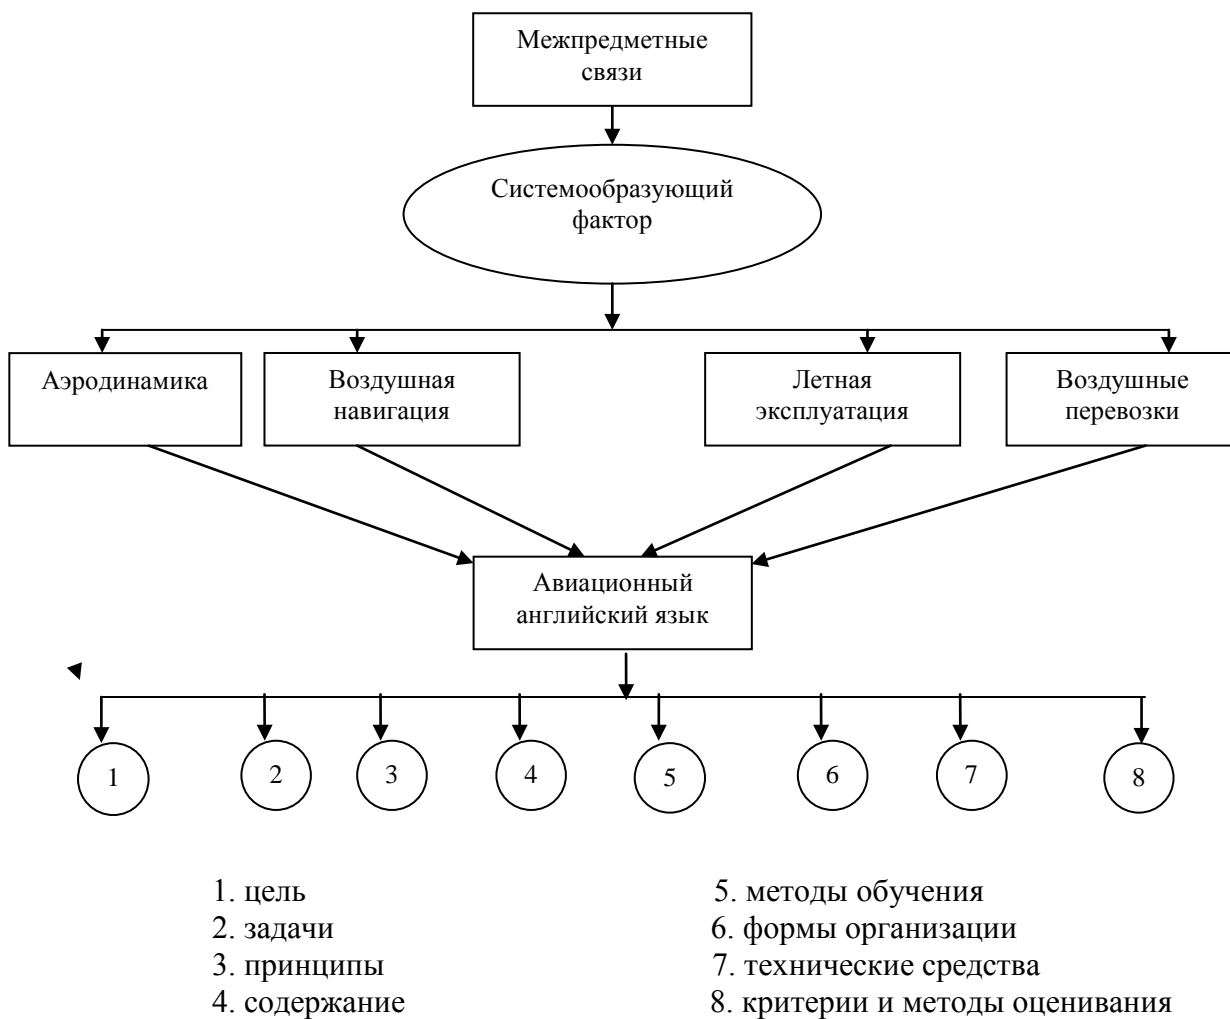 Межпредметные
связи
Системообразующий
фактор
Аэродинамика
Воздушная
навигация
Летная
эксплуатация
Воздушные
перевозки
Авиационный
английский язык
1
2
3
4
5
6
7
8
1. цель
2. задачи
3. принципы
4. содержание
5. методы обучения
6. формы организации
7. технические средства
8. критерии и методы оценивания